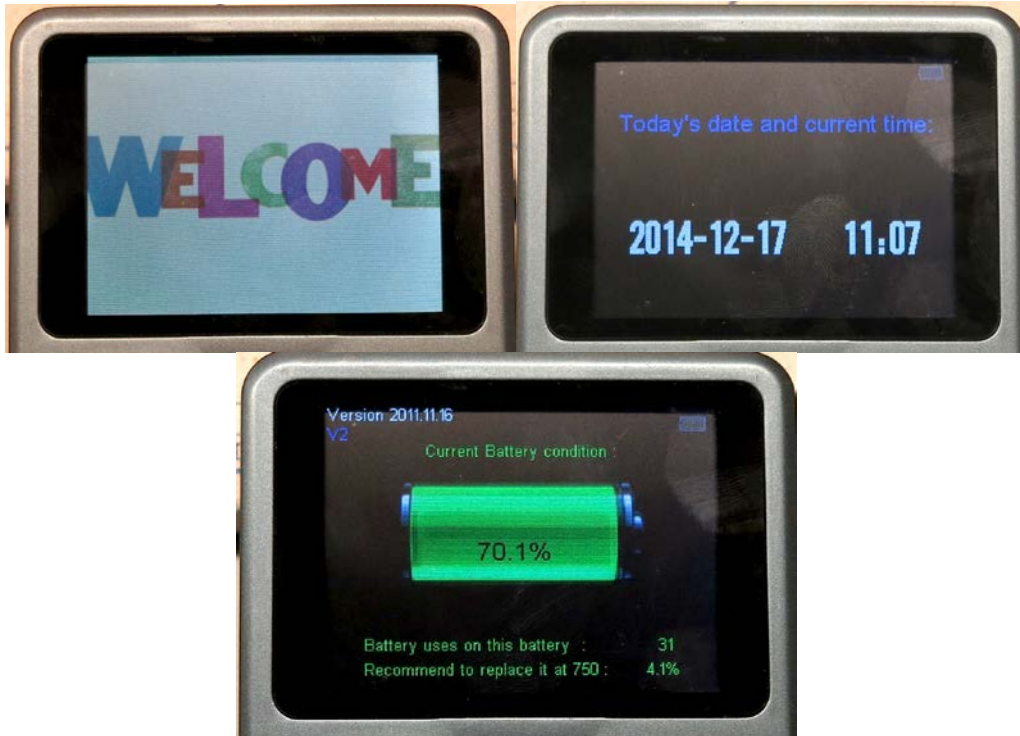 WELCOME
Today's date and current time:
2014-12-17 11:07
Version 2011.11.16
V2
Current Battery condition :
70.1%
Battery uses on this battery : 31
Recommend to replace it at 750 : 4.1%